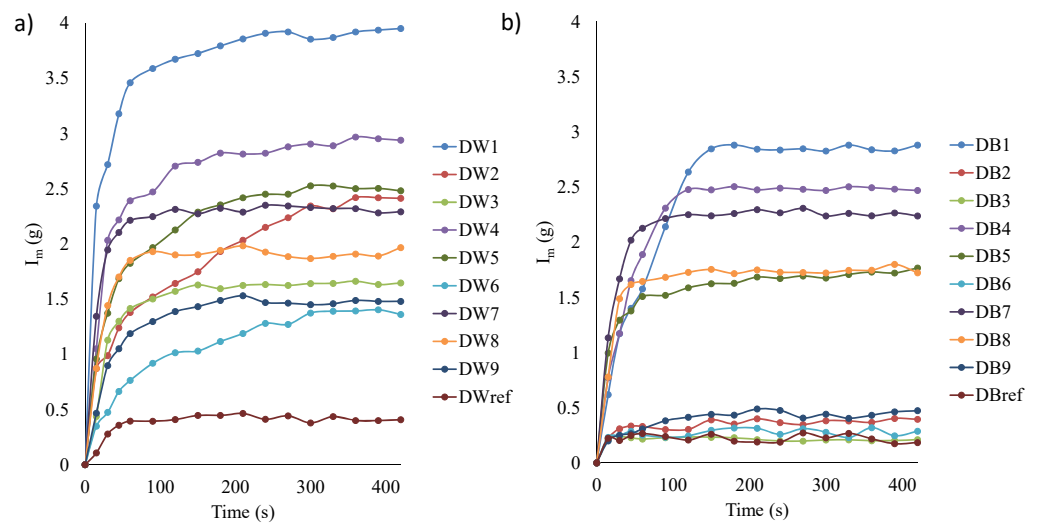 a)
I_m (g)
4
3.5
3
2.5
2
1.5
1
0.5
0
0 100 200 300 400
Time (s)
DW1
DW2
DW3
DW4
DW5
DW6
DW7
DW8
DW9
DWref
b)
I_m (g)
4
3.5
3
2.5
2
1.5
1
0.5
0
0 100 200 300 400
Time (s)
DB1
DB2
DB3
DB4
DB5
DB6
DB7
DB8
DB9
DBref